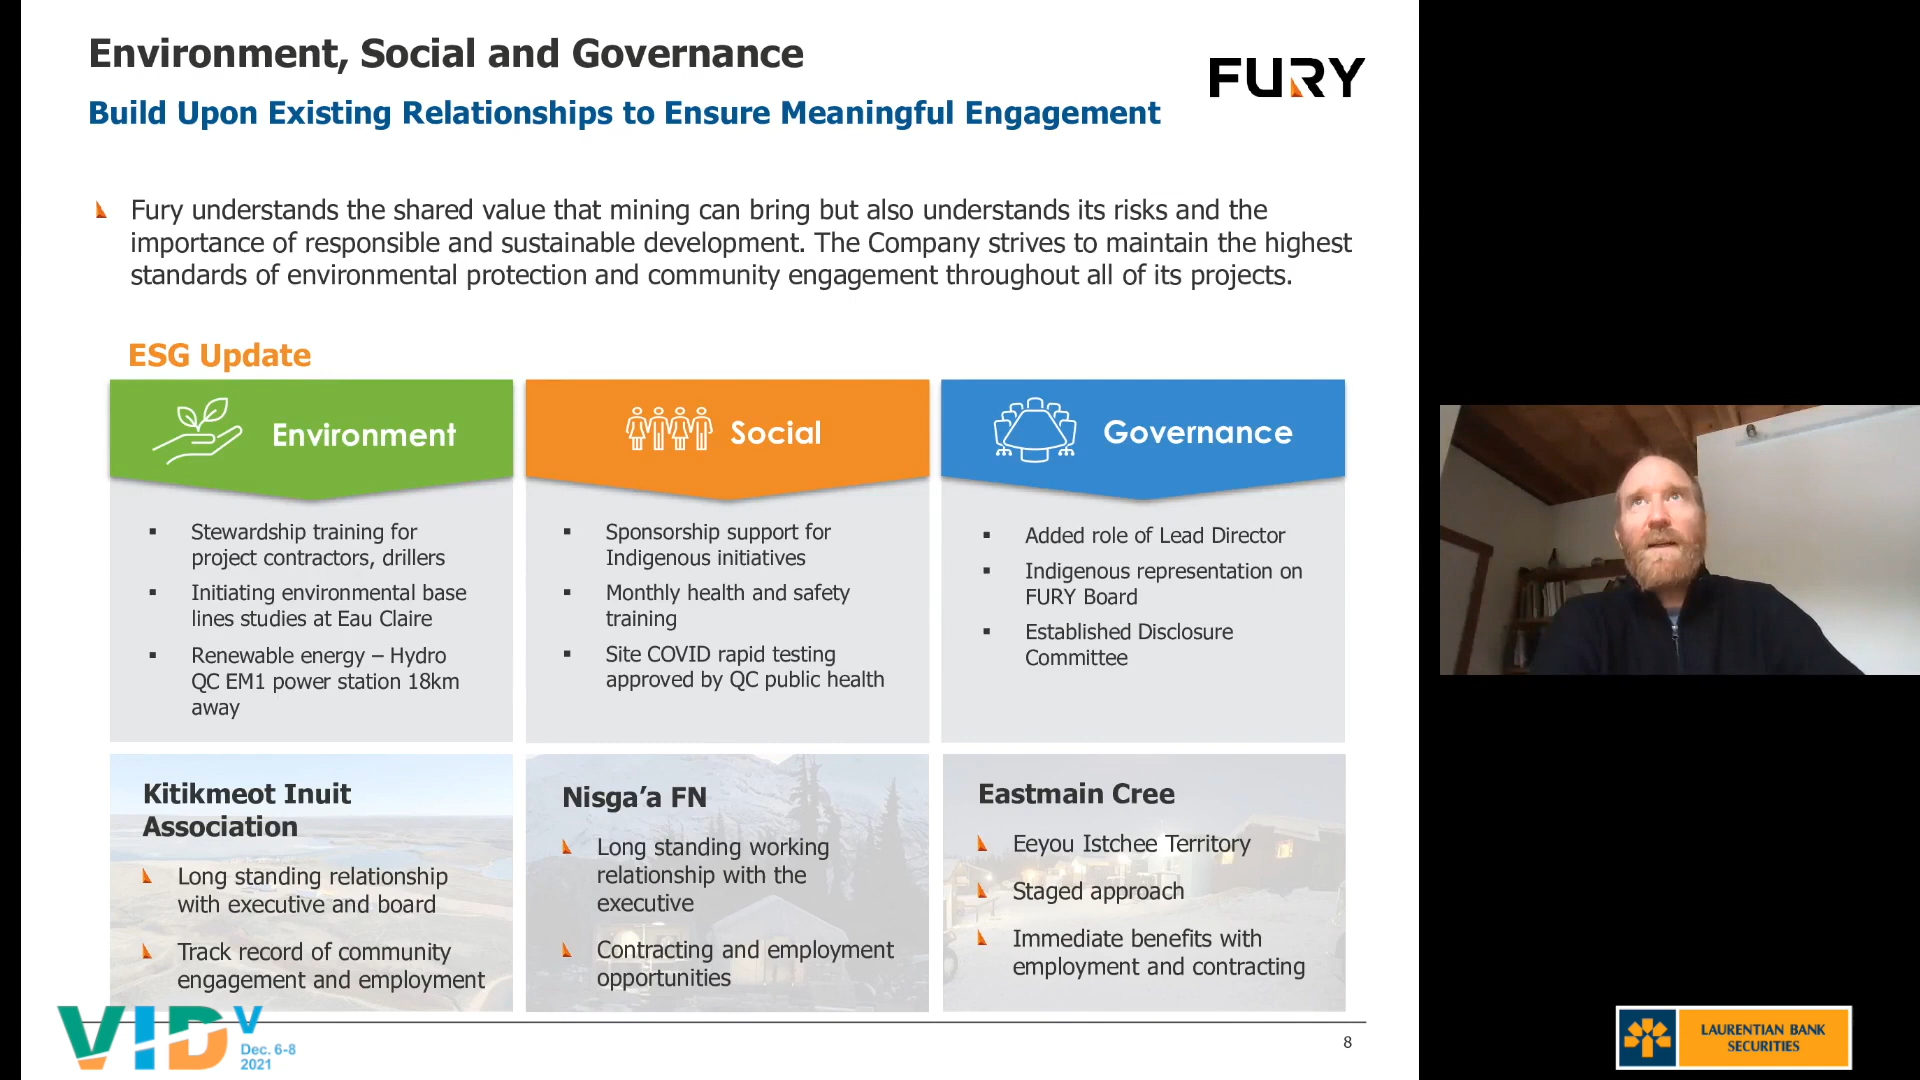 Environment, Social and Governance
FURY
Build Upon Existing Relationships to Ensure Meaningful Engagement
Fury understands the shared value that mining can bring but also understands its risks and the
importance of responsible and sustainable development. The Company strives to maintain the highest
standards of environmental protection and community engagement throughout all of its projects.
ESG Update
Environment
Stewardship training for
project contractors, drillers
Initiating environmental base
lines studies at Eau Claire
Renewable energy – Hydro
QC EM1 power station 18km
away
Social
Sponsorship support for
Indigenous initiatives
Monthly health and safety
training
Site COVID rapid testing
approved by QC public health
Governance
Added role of Lead Director
Indigenous representation on
FURY Board
Established Disclosure
Committee
Kitikmeot Inuit
Association
Long standing relationship
with executive and board
Track record of community
engagement and employment
Nisga’a FN
Long standing working
relationship with the
executive
Contracting and employment
opportunities
Eastmain Cree
Eeyou Istchee Territory
Staged approach
Immediate benefits with
employment and contracting
VID V
Dec. 6-8
2021
8
LAURENTIAN BANK
SECURITIES